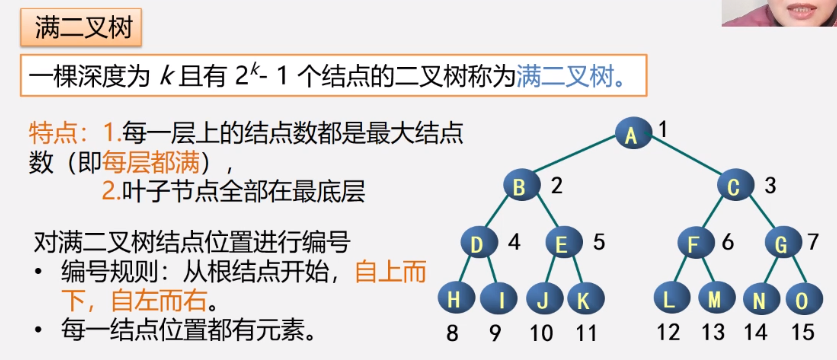 满二叉树
一棵深度为 k 且有 2^k- 1 个结点的二叉树称为满二叉树。
特点：1.每一层上的结点数都是最大结点
数（即每层都满），
2.叶子节点全部在最底层
对满二叉树结点位置进行编号
• 编号规则：从根结点开始，自上而
下，自左而右。
• 每一结点位置都有元素。
A 1
B 2 C 3
D 4 E 5 F 6 G 7
H I J K L M N O
8 9 10 11 12 13 14 15